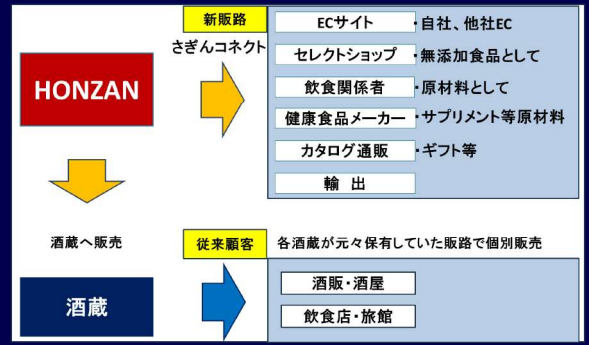 新販路
さぎんコネクト
HONZAN
ECサイト ・自社、他社EC
セレクトショップ ・無添加食品として
飲食関係者 ・原材料として
健康食品メーカー ・サプリメント等原材料
カタログ通販 ・ギフト等
輸 出
酒蔵へ販売
従来顧客
各酒蔵が元々保有していた販路で個別販売
酒蔵
酒販・酒屋
飲食店・旅館